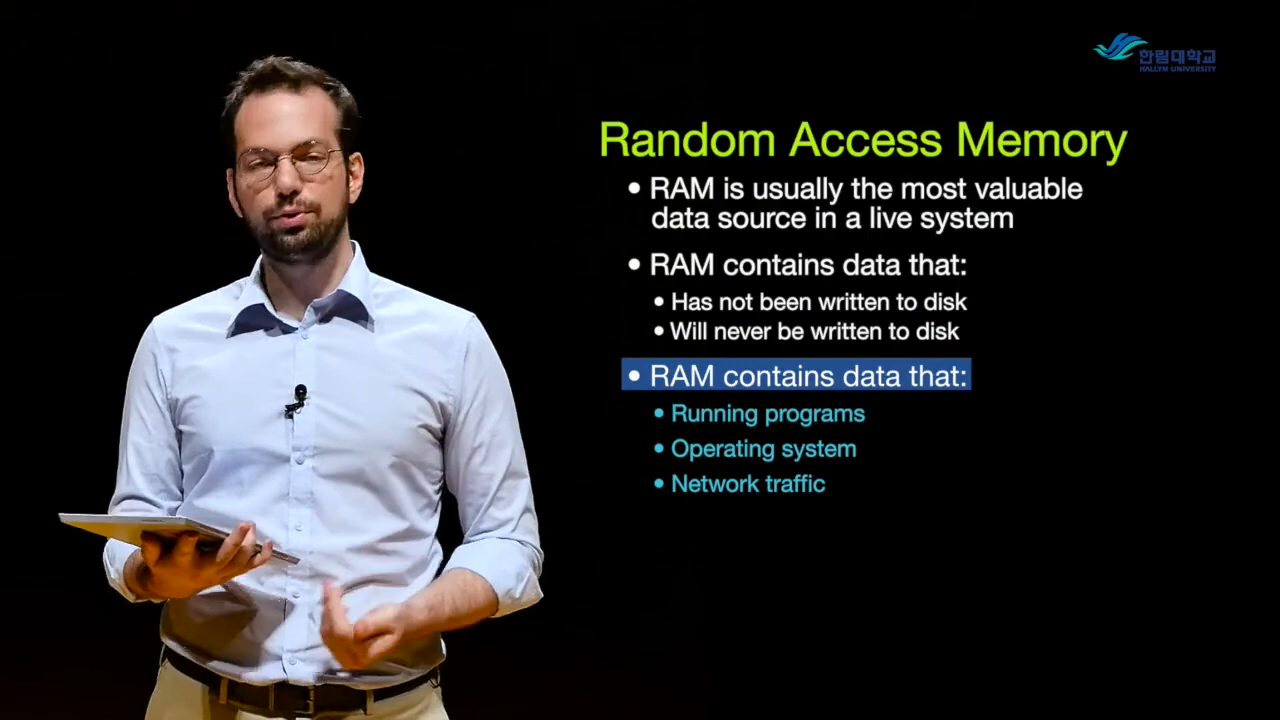 한림대학교
HALLYM UNIVERSITY
Random Access Memory
• RAM is usually the most valuable
data source in a live system
• RAM contains data that:
• Has not been written to disk
• Will never be written to disk
• RAM contains data that:
• Running programs
• Operating system
• Network traffic